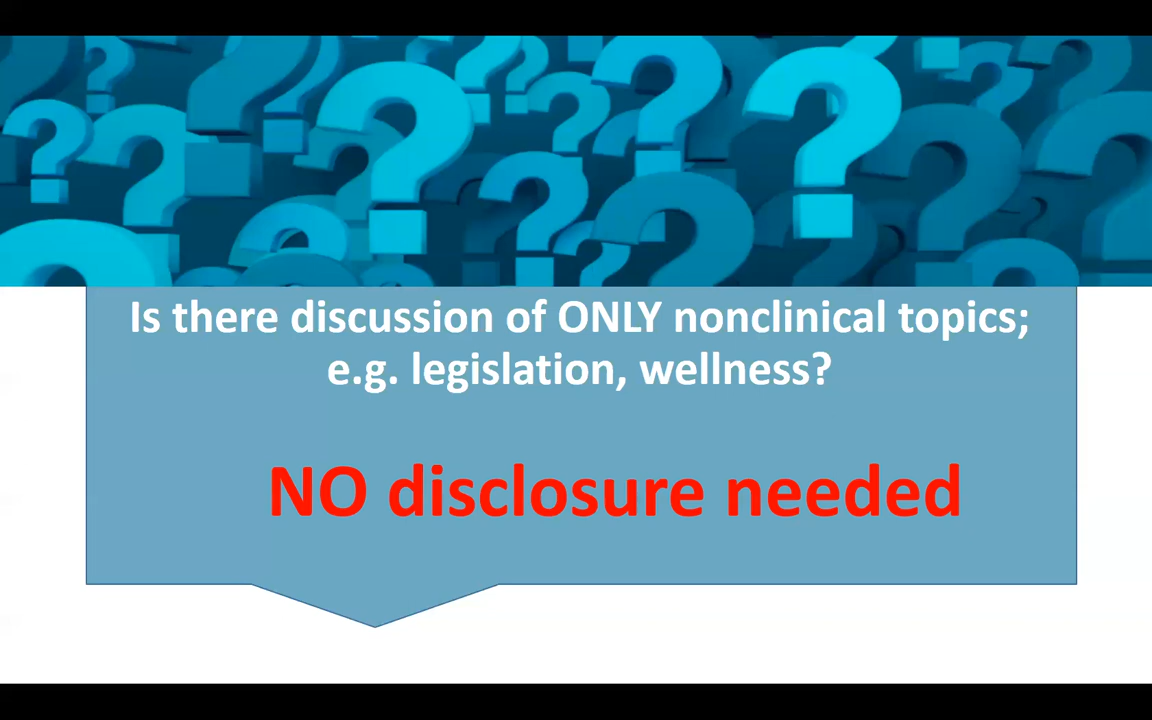 Is there discussion of ONLY nonclinical topics;
e.g. legislation, wellness?
NO disclosure needed